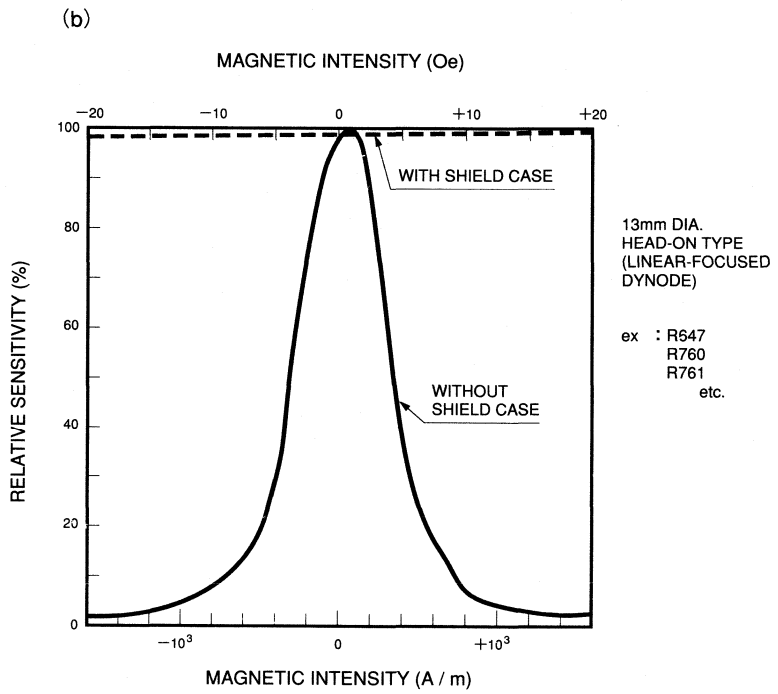 (b)
MAGNETIC INTENSITY (Oe)
−20 −10 0 +10 +20
100
80
60
40
20
0
RELATIVE SENSITIVITY (%)
WITH SHIELD CASE
WITHOUT
SHIELD CASE
13mm DIA.
HEAD-ON TYPE
(LINEAR-FOCUSED
DYNODE)
ex : R647
R760
R761
etc.
−10³ 0 +10³
MAGNETIC INTENSITY (A / m)